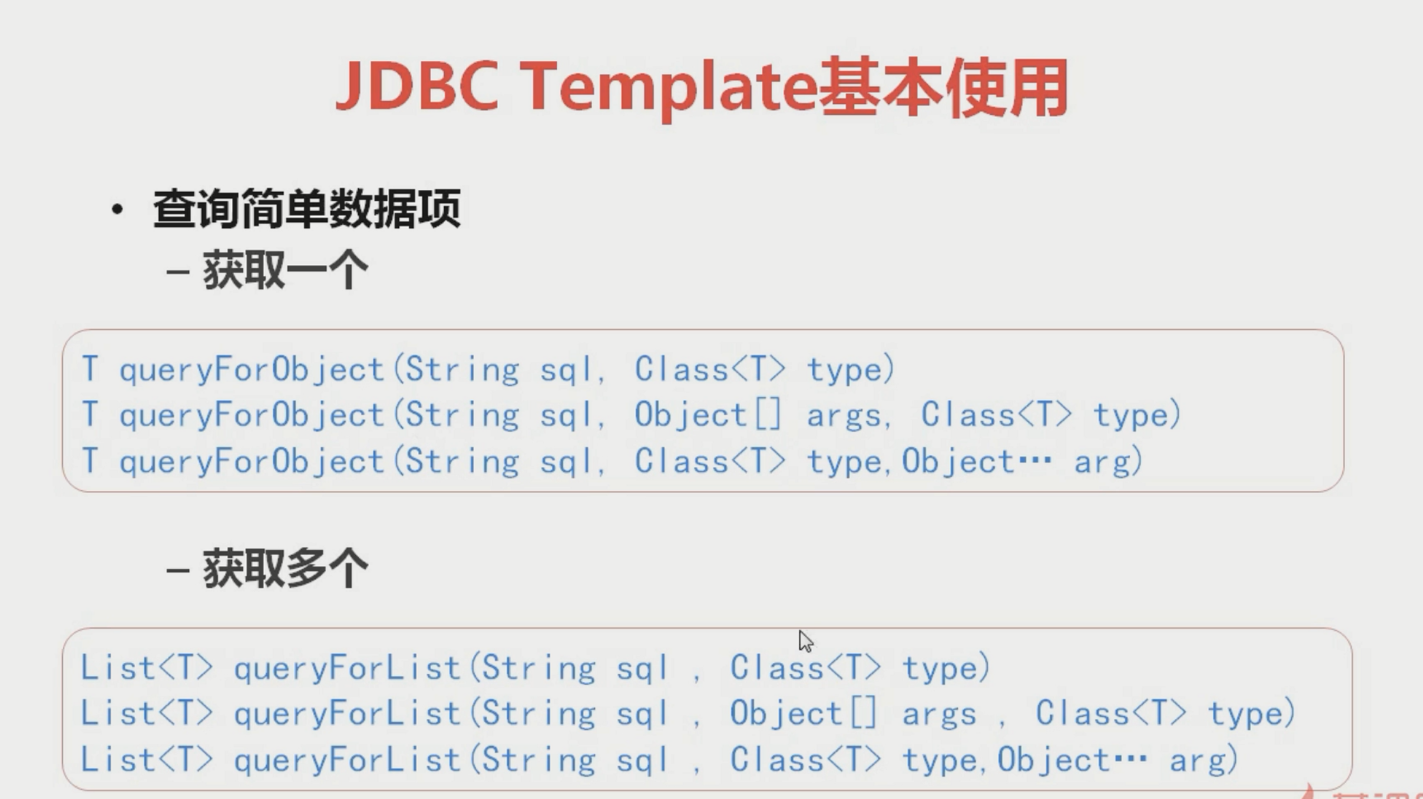 JDBC Template基本使用
• 查询简单数据项
– 获取一个
T queryForObject(String sql, Class<T> type)
T queryForObject(String sql, Object[] args, Class<T> type)
T queryForObject(String sql, Class<T> type,Object… arg)
– 获取多个
List<T> queryForList(String sql , Class<T> type)
List<T> queryForList(String sql , Object[] args , Class<T> type)
List<T> queryForList(String sql , Class<T> type,Object… arg)